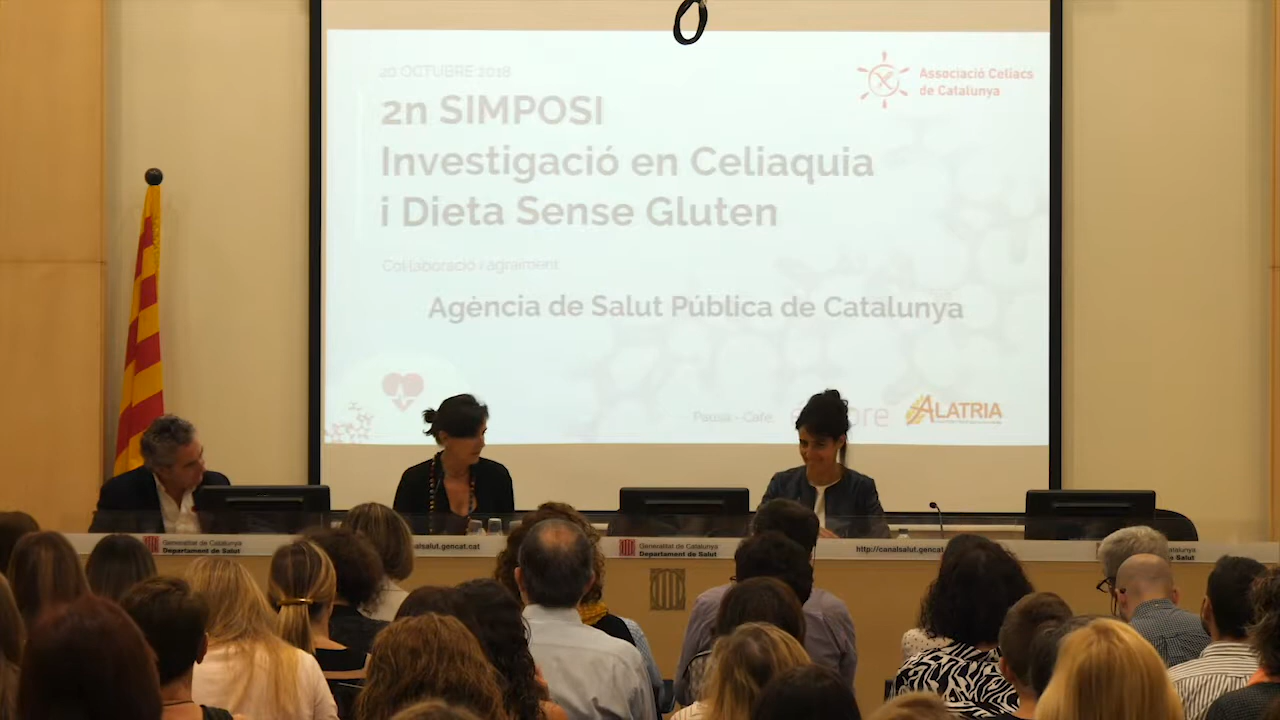 20 OCTUBRE 2018
Associació Celíacs
de Catalunya
2n SIMPOSI
Investigació en Celiaquia
i Dieta Sense Gluten
Col·laboració i agraïment
Agència de Salut Pública de Catalunya
Pausa - Cafè
ALATRIA
Generalitat de Catalunya
Departament de Salut
canalsalut.gencat.cat
Generalitat de Catalunya
Departament de Salut
http://canalsalut.gencat